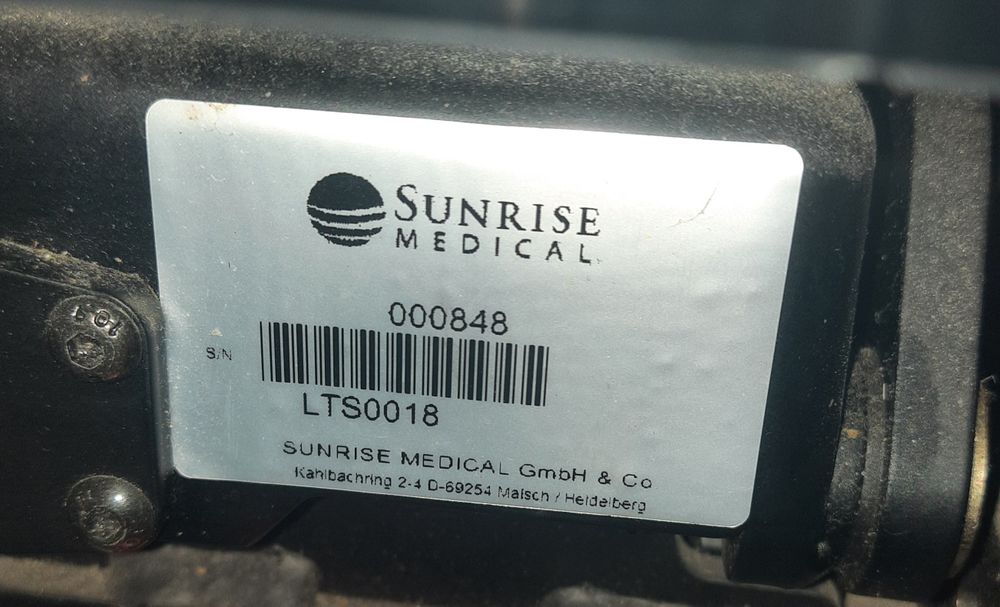 SUNRISE
MEDICAL
000848
S/N
LTS0018
SUNRISE MEDICAL GmbH & Co
Kahlbachring 2-4 D-69254 Malsch / Heidelberg